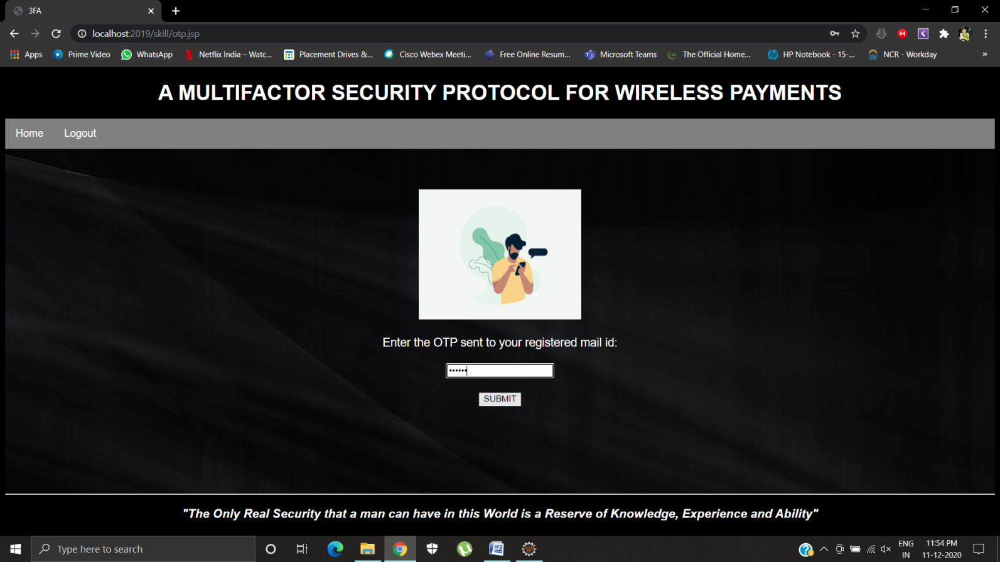 3FA
localhost:2019/skill/otp.jsp
Apps Prime Video WhatsApp Netflix India – Watc... Placement Drives &... Cisco Webex Meeti... Free Online Resum... Microsoft Teams The Official Home... HP Notebook - 15-... NCR - Workday »
A MULTIFACTOR SECURITY PROTOCOL FOR WIRELESS PAYMENTS
Home Logout
Enter the OTP sent to your registered mail id:
••••••
SUBMIT
"The Only Real Security that a man can have in this World is a Reserve of Knowledge, Experience and Ability"
Type here to search
ENG
IN
11:54 PM
11-12-2020